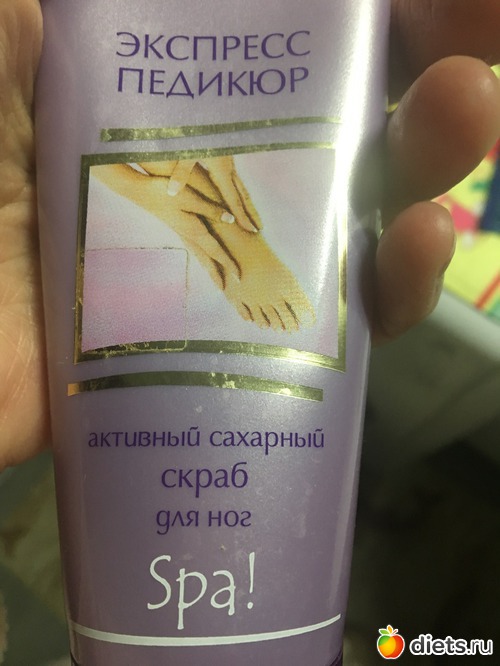 ЭКСПРЕСС
ПЕДИКЮР
активный сахарный
скраб
для ног
Spa!
diets.ru